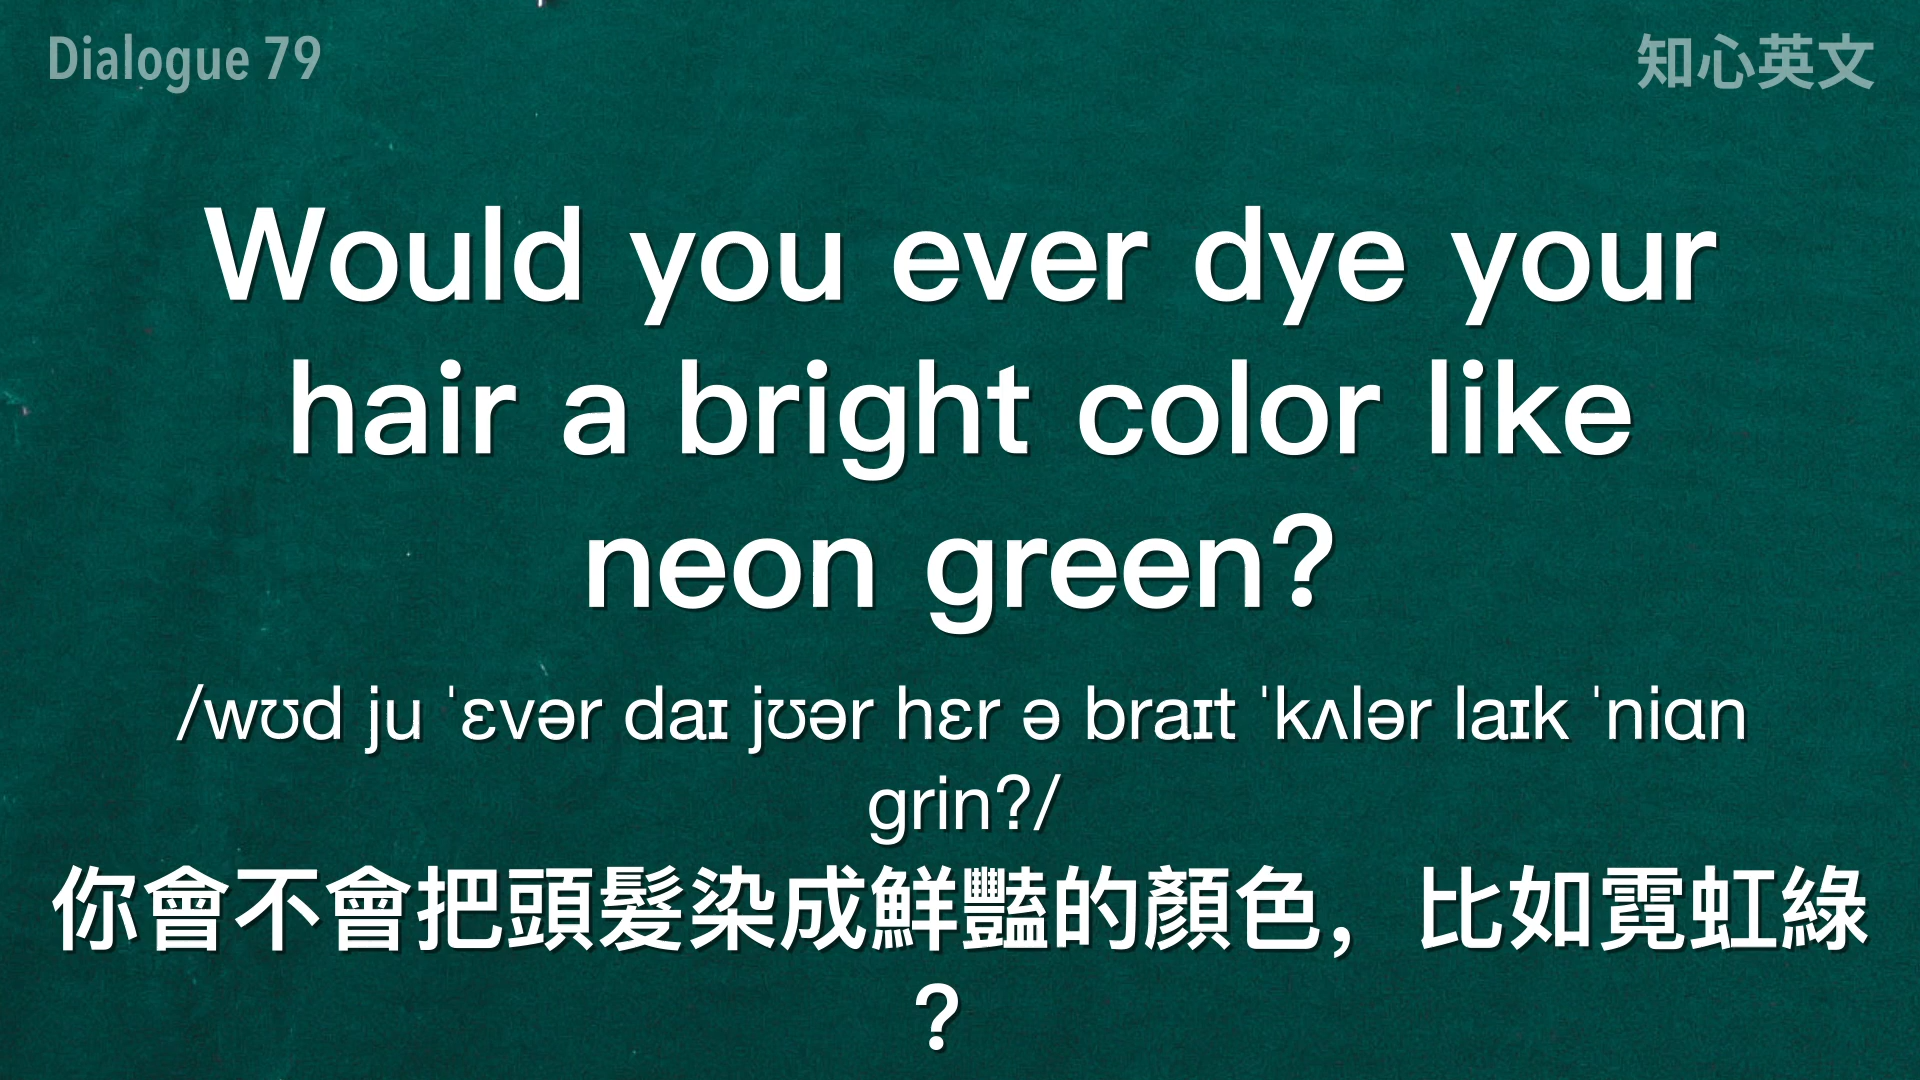 Dialogue 79
知心英文
Would you ever dye your
hair a bright color like
neon green?
/wʊd ju ˈɛvər daɪ jʊər hɛr ə braɪt ˈkʌlər laɪk ˈniɑn
grin?/
你會不會把頭髮染成鮮豔的顏色，比如霓虹綠
？